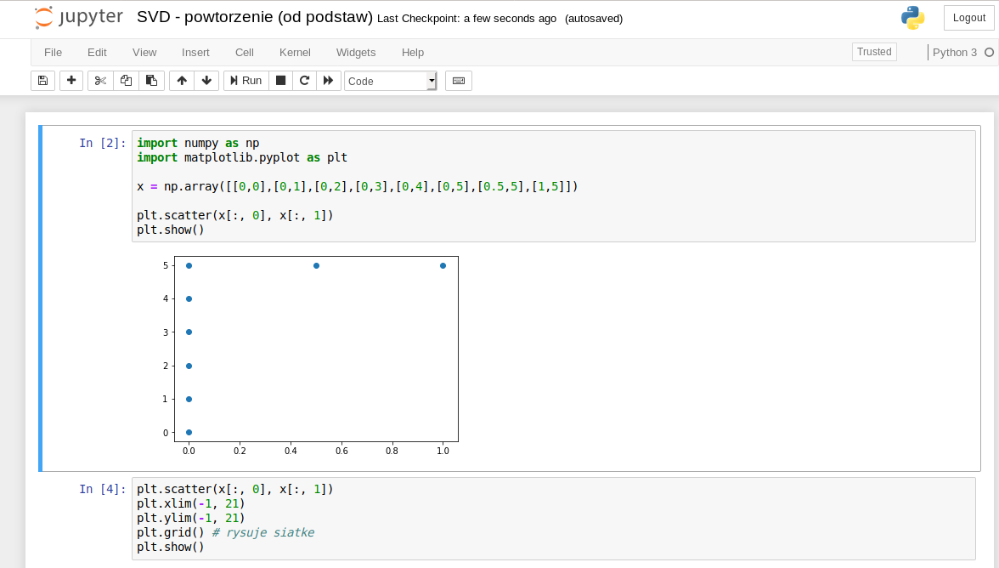 jupyter SVD - powtorzenie (od podstaw) Last Checkpoint: a few seconds ago (autosaved)
Logout
File Edit View Insert Cell Kernel Widgets Help Trusted Python 3
Run Code
In [2]: import numpy as np
import matplotlib.pyplot as plt
x = np.array([[0,0],[0,1],[0,2],[0,3],[0,4],[0,5],[0.5,5],[1,5]])
plt.scatter(x[:, 0], x[:, 1])
plt.show()
5
4
3
2
1
0
0.0 0.2 0.4 0.6 0.8 1.0
In [4]: plt.scatter(x[:, 0], x[:, 1])
plt.xlim(-1, 21)
plt.ylim(-1, 21)
plt.grid() # rysuje siatke
plt.show()